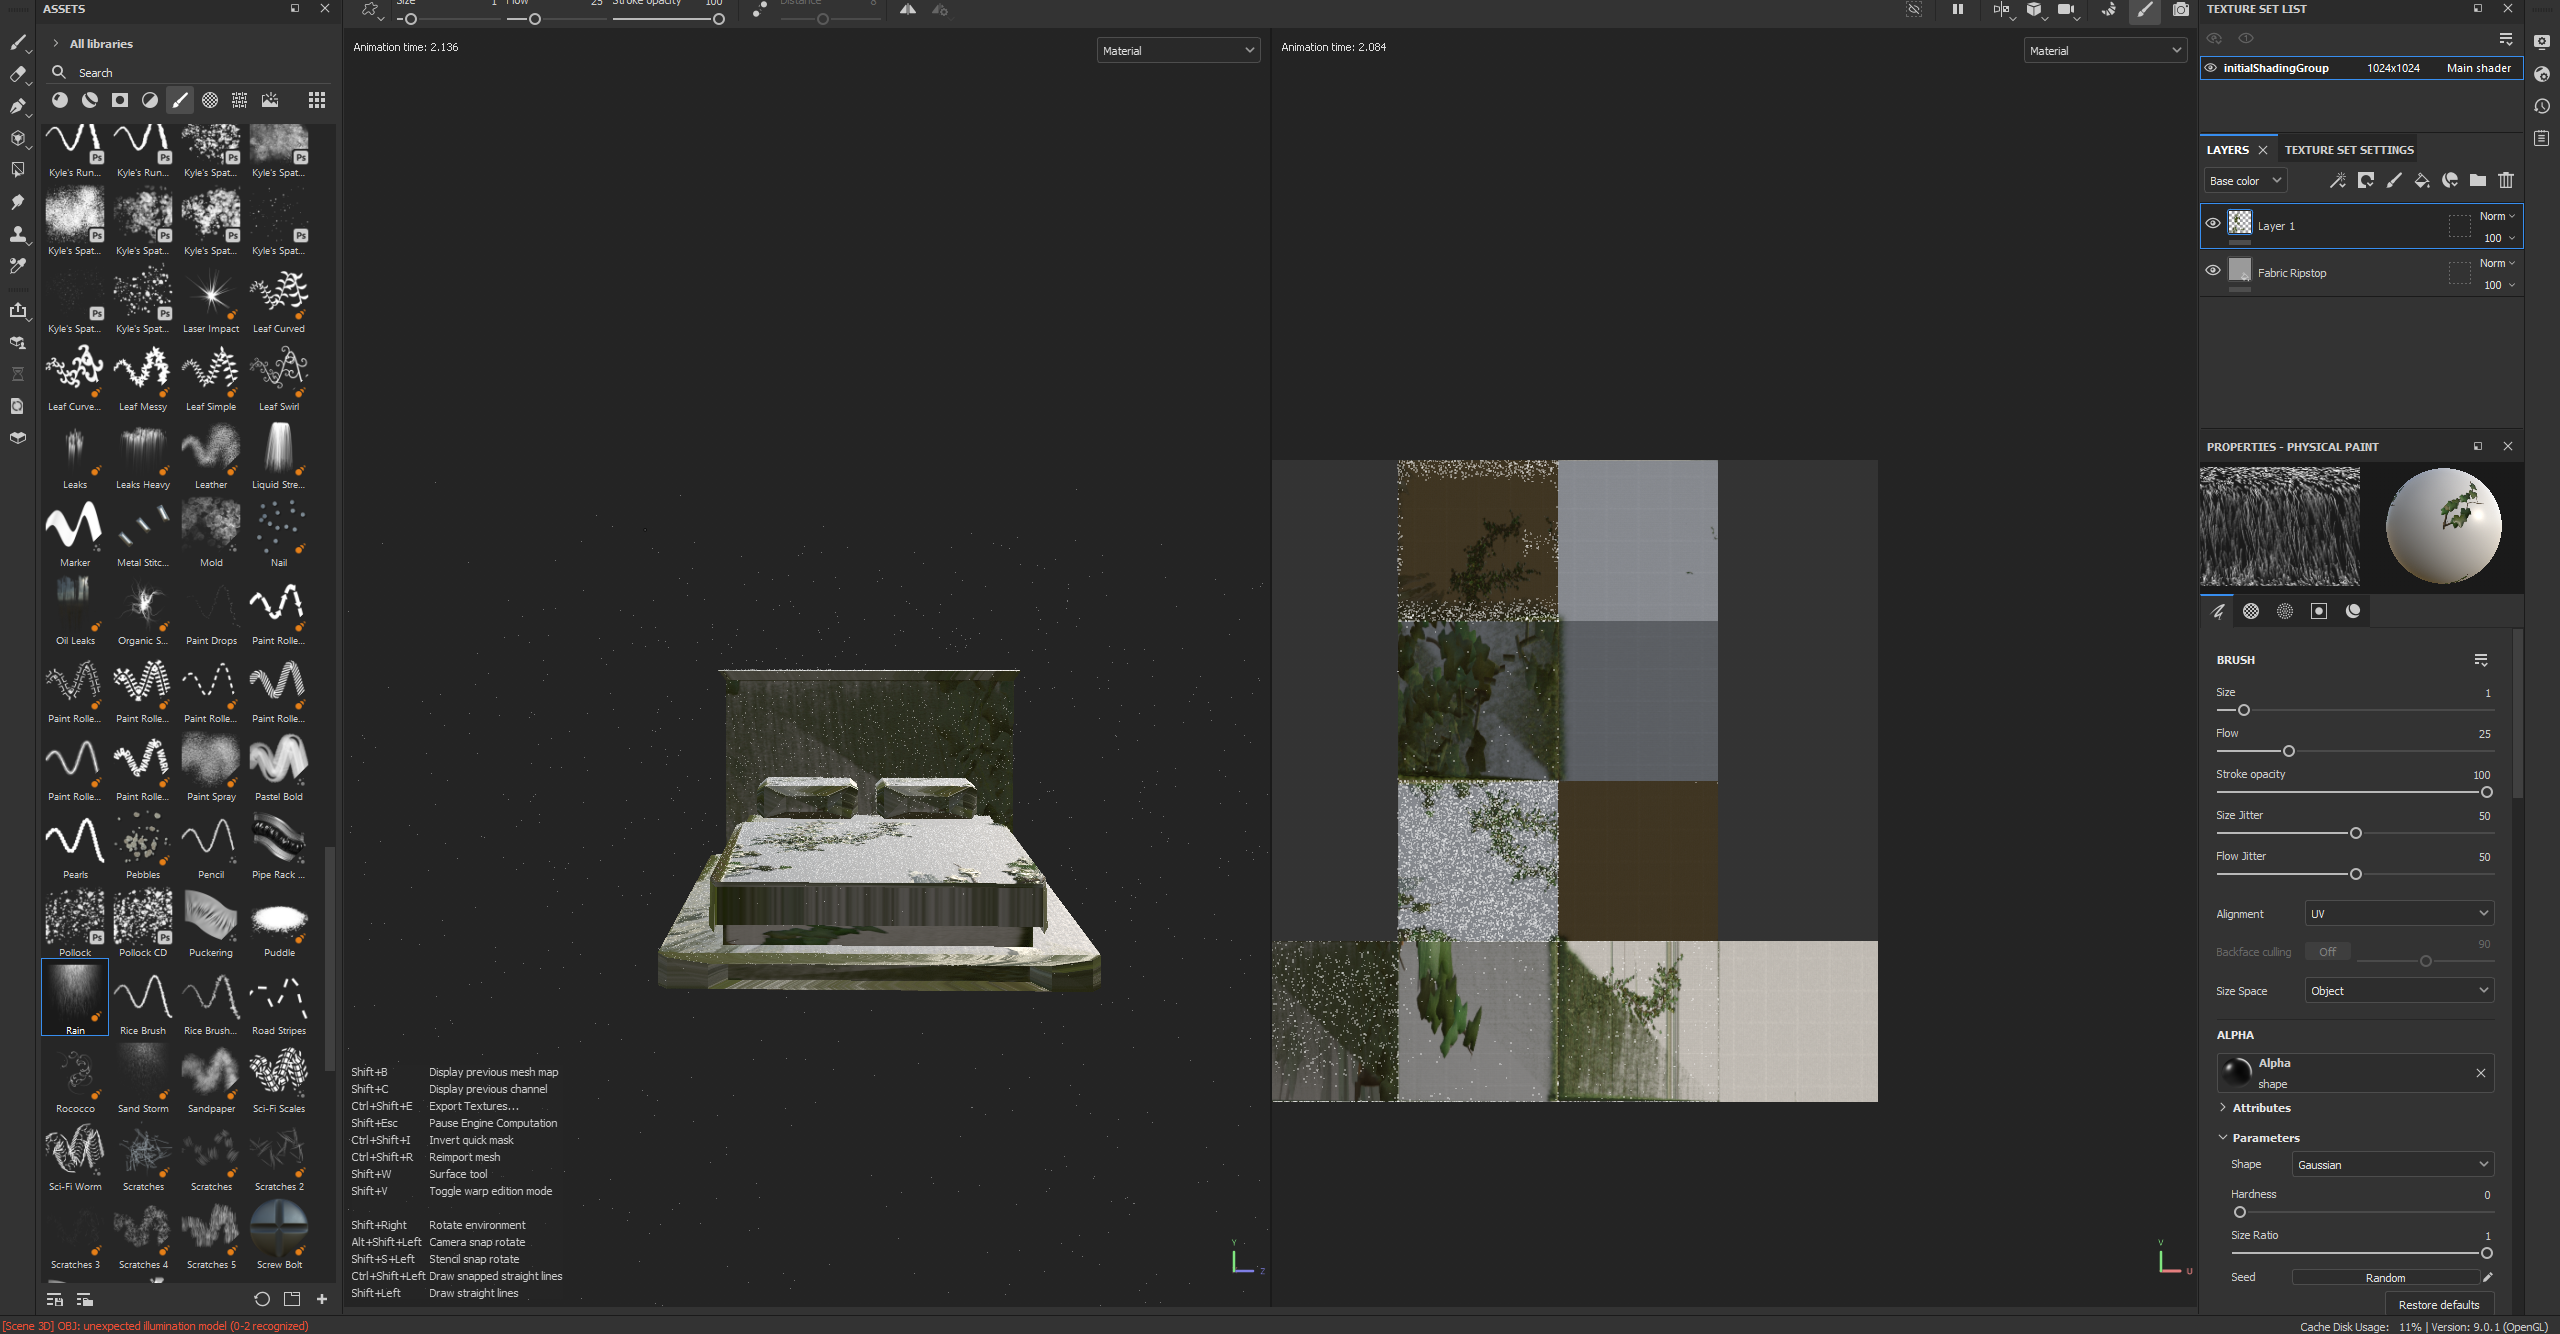 ASSETS
All libraries
Search
Kyle's Run...
Kyle's Run...
Kyle's Spat...
Kyle's Spat...
Kyle's Spat...
Kyle's Spat...
Kyle's Spat...
Kyle's Spat...
Kyle's Spat...
Kyle's Spat...
Laser Impact
Leaf Curved
Leaf Curve...
Leaf Messy
Leaf Simple
Leaf Swirl
Leaks
Leaks Heavy
Leather
Liquid Stre...
Marker
Metal Stitc...
Mold
Nail
Oil Leaks
Organic S...
Paint Drops
Paint Rolle...
Paint Rolle...
Paint Rolle...
Paint Rolle...
Paint Rolle...
Paint Rolle...
Paint Rolle...
Paint Spray
Pastel Bold
Pearls
Pebbles
Pencil
Pipe Rack ...
Pollock
Pollock CD
Puckering
Puddle
Rain
Rice Brush
Rice Brush...
Road Stripes
Rococco
Sand Storm
Sandpaper
Sci-Fi Scales
Sci-Fi Worm
Scratches
Scratches
Scratches 2
Scratches 3
Scratches 4
Scratches 5
Screw Bolt
Size 1
Flow 25
Stroke opacity 100
Distance 8
Animation time: 2.136
Material
Shift+B Display previous mesh map
Shift+C Display previous channel
Ctrl+Shift+E Export Textures...
Shift+Esc Pause Engine Computation
Ctrl+Shift+I Invert quick mask
Ctrl+Shift+R Reimport mesh
Shift+W Surface tool
Shift+V Toggle warp edition mode
Shift+Right Rotate environment
Alt+Shift+Left Camera snap rotate
Shift+S+Left Stencil snap rotate
Ctrl+Shift+Left Draw snapped straight lines
Shift+Left Draw straight lines
Y
Z
Animation time: 2.084
Material
V
U
TEXTURE SET LIST
initialShadingGroup 1024x1024 Main shader
LAYERS
TEXTURE SET SETTINGS
Base color
Layer 1 Norm
100
Fabric Ripstop Norm
100
PROPERTIES - PHYSICAL PAINT
BRUSH
Size 1
Flow 25
Stroke opacity 100
Size Jitter 50
Flow Jitter 50
Alignment UV
Backface culling Off 90
Size Space Object
ALPHA
Alpha
shape
Attributes
Parameters
Shape Gaussian
Hardness 0
Size Ratio 1
Seed Random
Restore defaults
[Scene 3D] OBJ: unexpected illumination model (0-2 recognized)
Cache Disk Usage: 11% | Version: 9.0.1 (OpenGL)